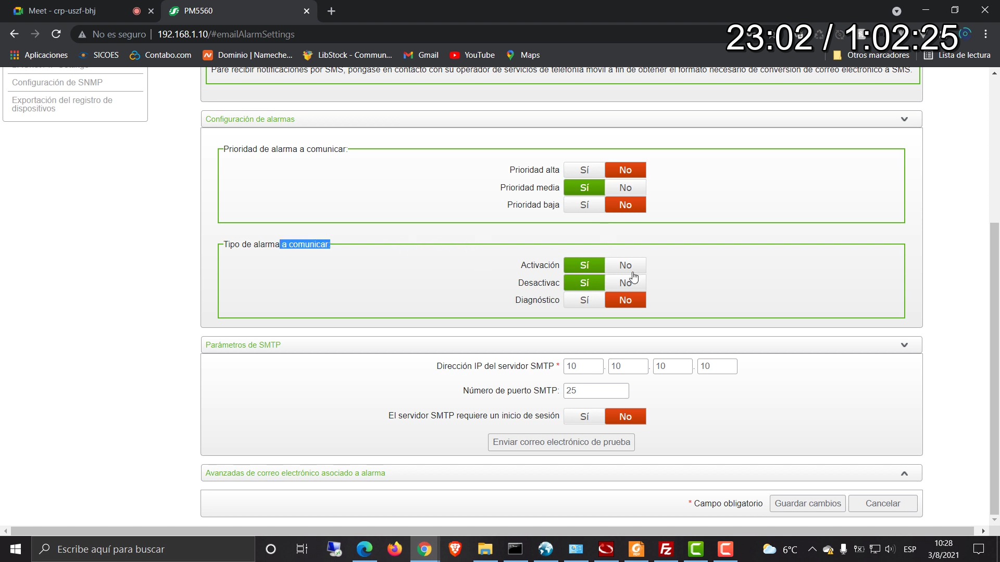 Meet - crp-uszf-bhj
PM5560
No es seguro | 192.168.1.10/#emailAlarmSettings
23:02 / 1:02:25
Aplicaciones SICOES Contabo.com Dominio | Nameche... LibStock - Commun... Gmail YouTube Maps Otros marcadores Lista de lectura
Pare recibir notificaciones por SMS, póngase en contacto con su operador de servicios de telefonía móvil a fin de obtener el formato necesario de conversión de correo electrónico a SMS.
Configuración de SNMP
Exportación del registro de
dispositivos
Configuración de alarmas
Prioridad de alarma a comunicar:
Prioridad alta Sí No
Prioridad media Sí No
Prioridad baja Sí No
Tipo de alarma a comunicar:
Activación Sí No
Desactivac Sí No
Diagnóstico Sí No
Parámetros de SMTP
Dirección IP del servidor SMTP * 10 . 10 . 10 . 10
Número de puerto SMTP: 25
El servidor SMTP requiere un inicio de sesión Sí No
Enviar correo electrónico de prueba
Avanzadas de correo electrónico asociado a alarma
* Campo obligatorio Guardar cambios Cancelar
Escribe aquí para buscar
6°C
ESP
10:28
3/8/2021